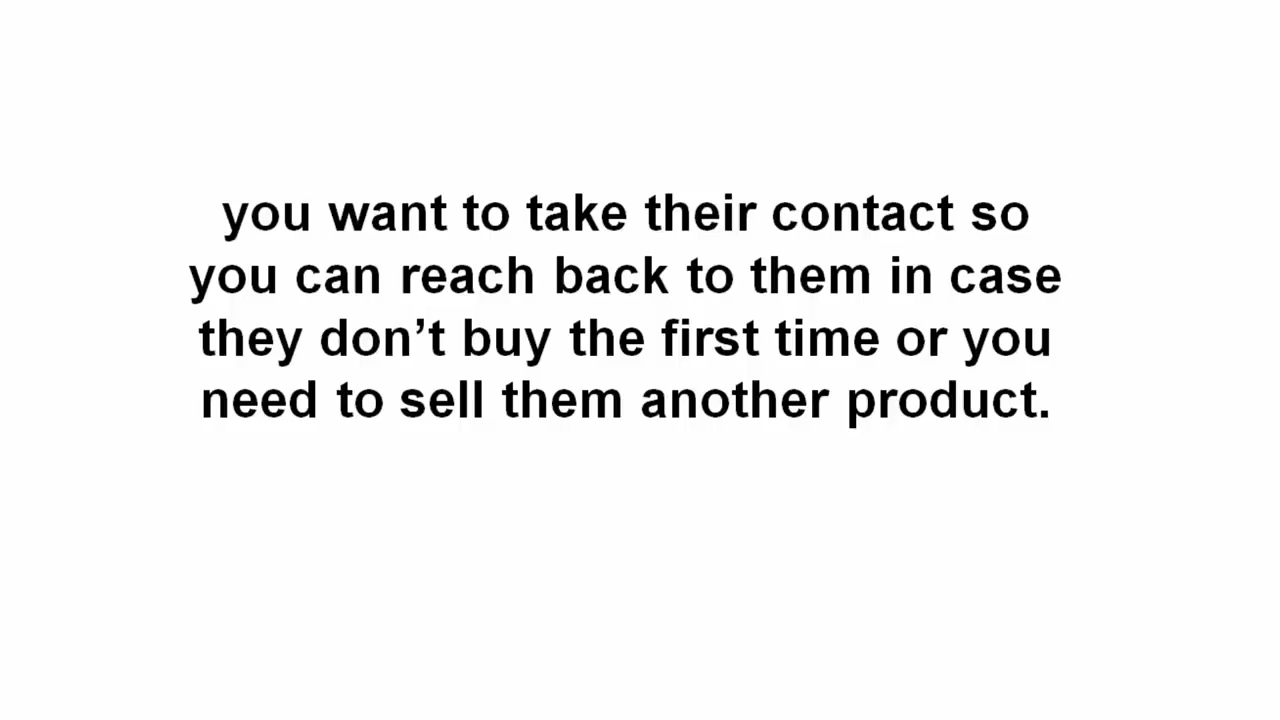 you want to take their contact so
you can reach back to them in case
they don’t buy the first time or you
need to sell them another product.